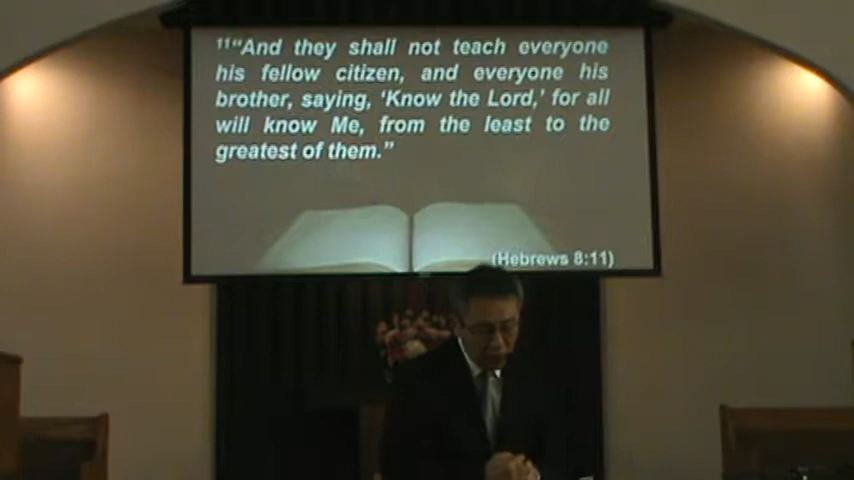 11"And they shall not teach everyone
his fellow citizen, and everyone his
brother, saying, 'Know the Lord,' for all
will know Me, from the least to the
greatest of them."
(Hebrews 8:11)